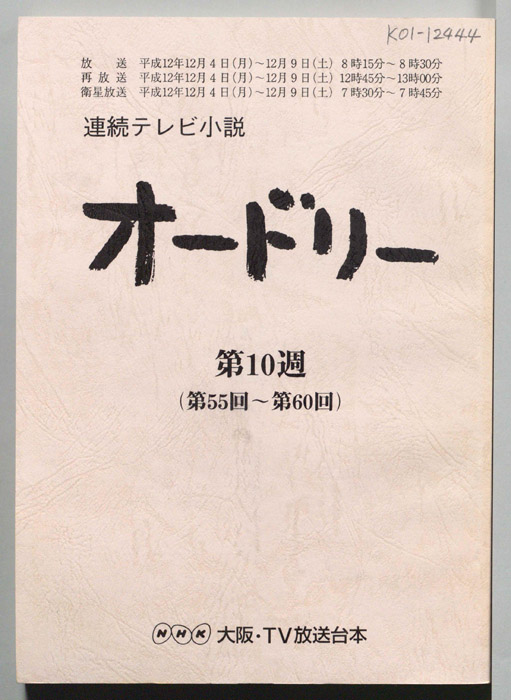 K01-12444
放　送　平成12年12月4日(月)～12月9日(土)　8時15分～8時30分
再放送　平成12年12月4日(月)～12月9日(土)　12時45分～13時00分
衛星放送　平成12年12月4日(月)～12月9日(土)　7時30分～7時45分
連続テレビ小説
オードリー
第10週
(第55回～第60回)
NHK 大阪・TV放送台本